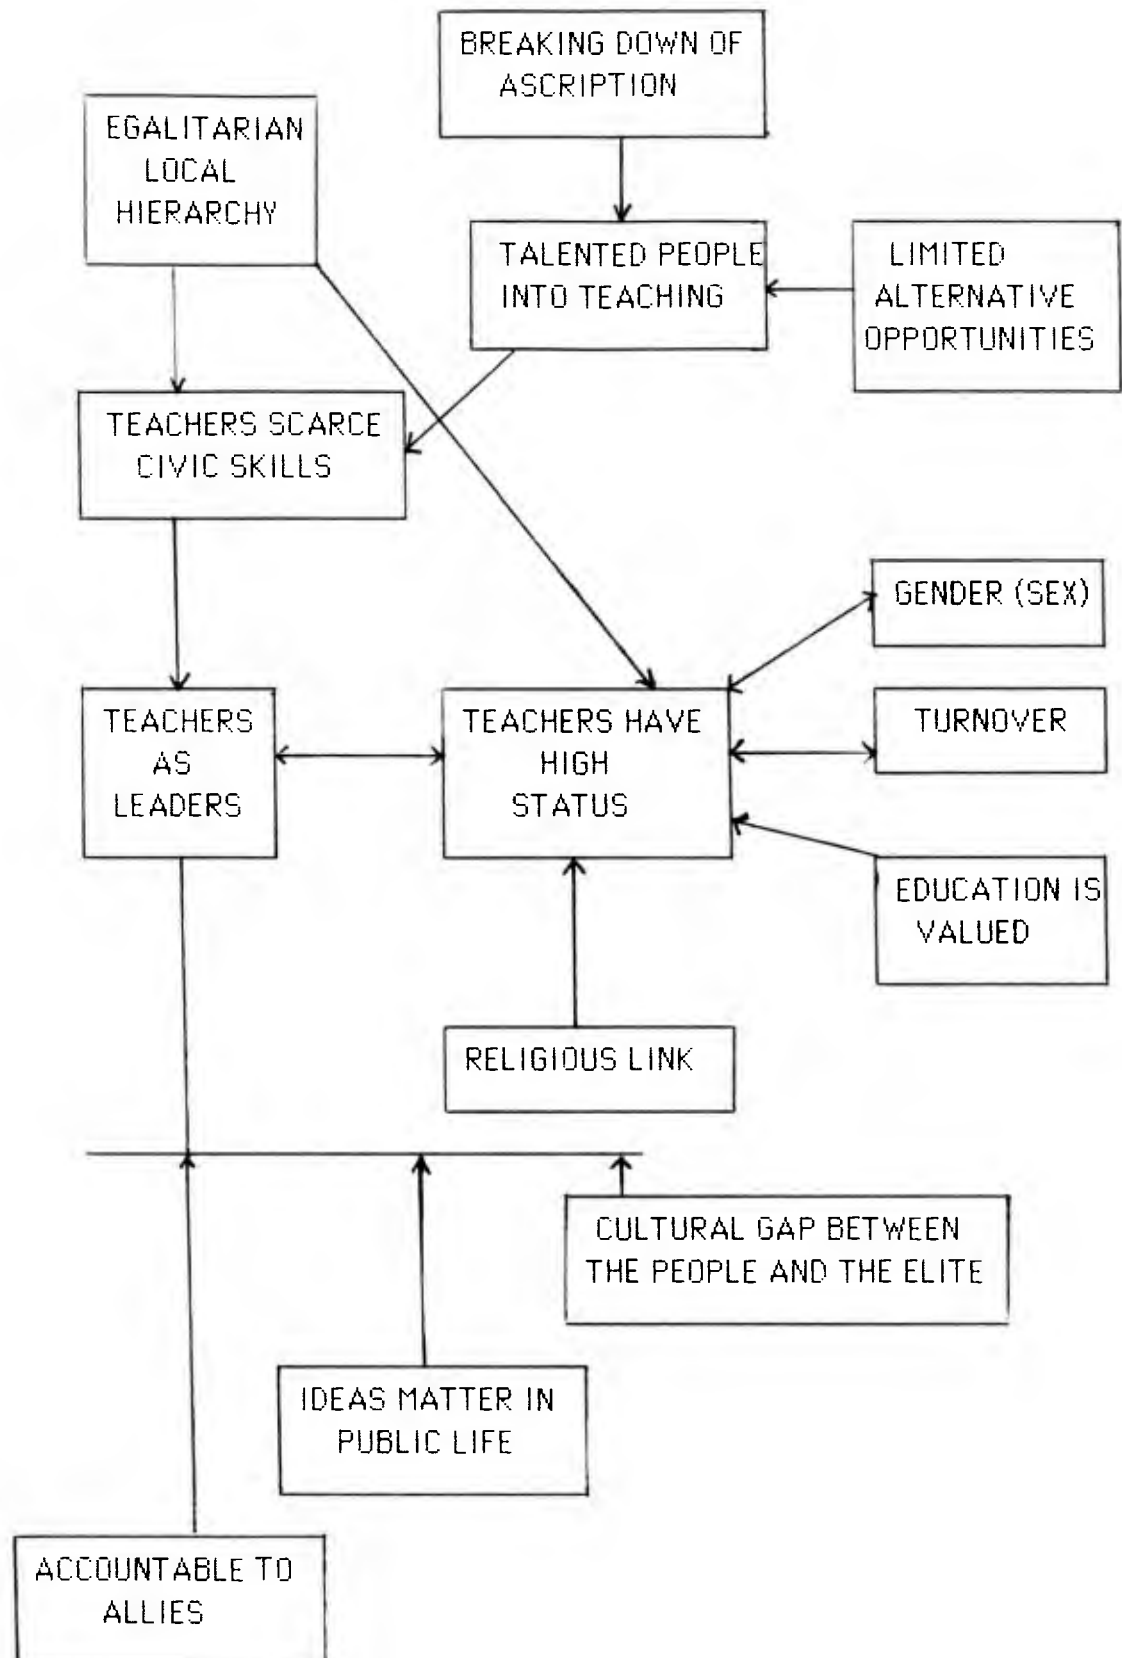 BREAKING DOWN OF
ASCRIPTION
EGALITARIAN
LOCAL
HIERARCHY
TALENTED PEOPLE
INTO TEACHING
LIMITED
ALTERNATIVE
OPPORTUNITIES
TEACHERS SCARCE
CIVIC SKILLS
GENDER (SEX)
TEACHERS
AS
LEADERS
TEACHERS HAVE
HIGH
STATUS
TURNOVER
EDUCATION IS
VALUED
RELIGIOUS LINK
CULTURAL GAP BETWEEN
THE PEOPLE AND THE ELITE
IDEAS MATTER IN
PUBLIC LIFE
ACCOUNTABLE TO
ALLIES